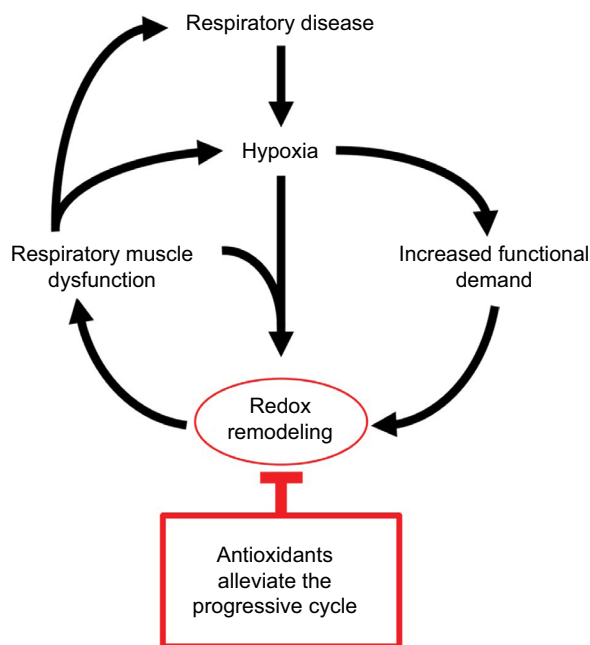 Respiratory disease
Hypoxia
Respiratory muscle
dysfunction
Increased functional
demand
Redox
remodeling
Antioxidants
alleviate the
progressive cycle